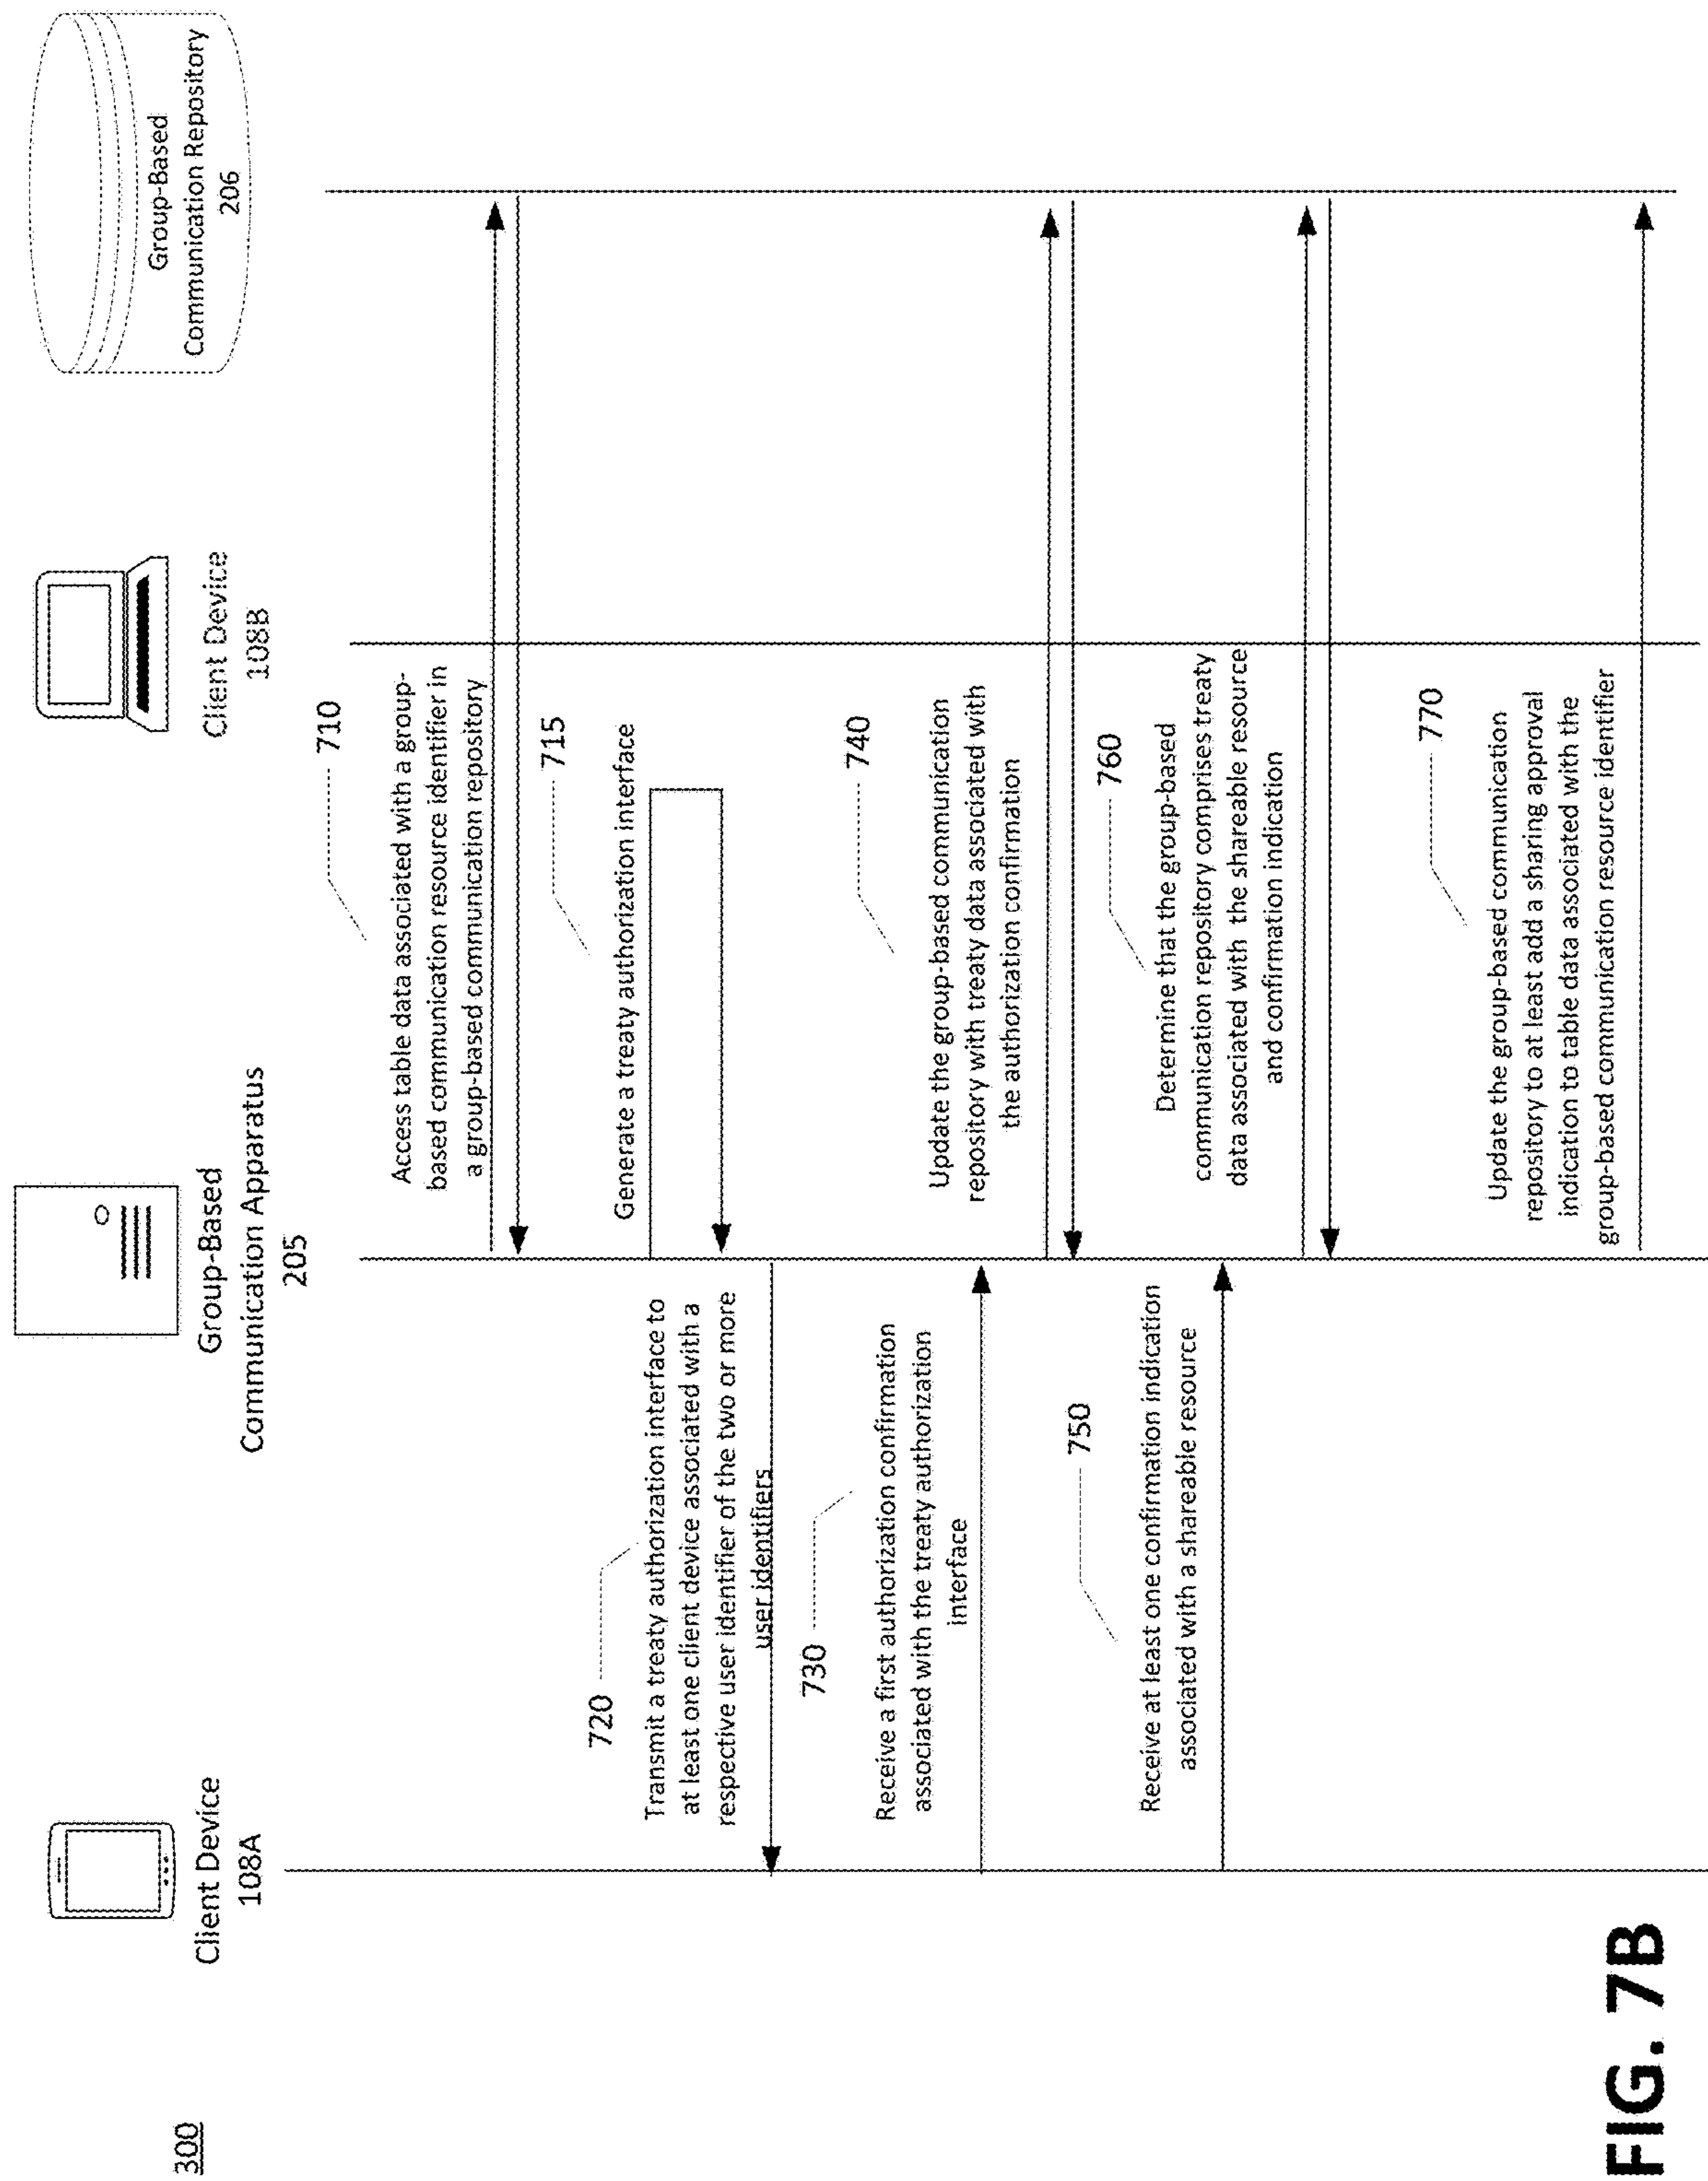 300
Client Device
108A
Group-Based
Communication Apparatus
205
Client Device
108B
Group-Based
Communication Repository
206
710
Access table data associated with a group-
based communication resource identifier in
a group-based communication repository
715
Generate a treaty authorization interface
720
Transmit a treaty authorization interface to
at least one client device associated with a
respective user identifier of the two or more
user identifiers
730
Receive a first authorization confirmation
associated with the treaty authorization
interface
740
Update the group-based communication
repository with treaty data associated with
the authorization confirmation
750
Receive at least one confirmation indication
associated with a shareable resource
760
Determine that the group-based
communication repository comprises treaty
data associated with the shareable resource
and confirmation indication
770
Update the group-based communication
repository to at least add a sharing approval
indication to table data associated with the
group-based communication resource identifier
FIG. 7B